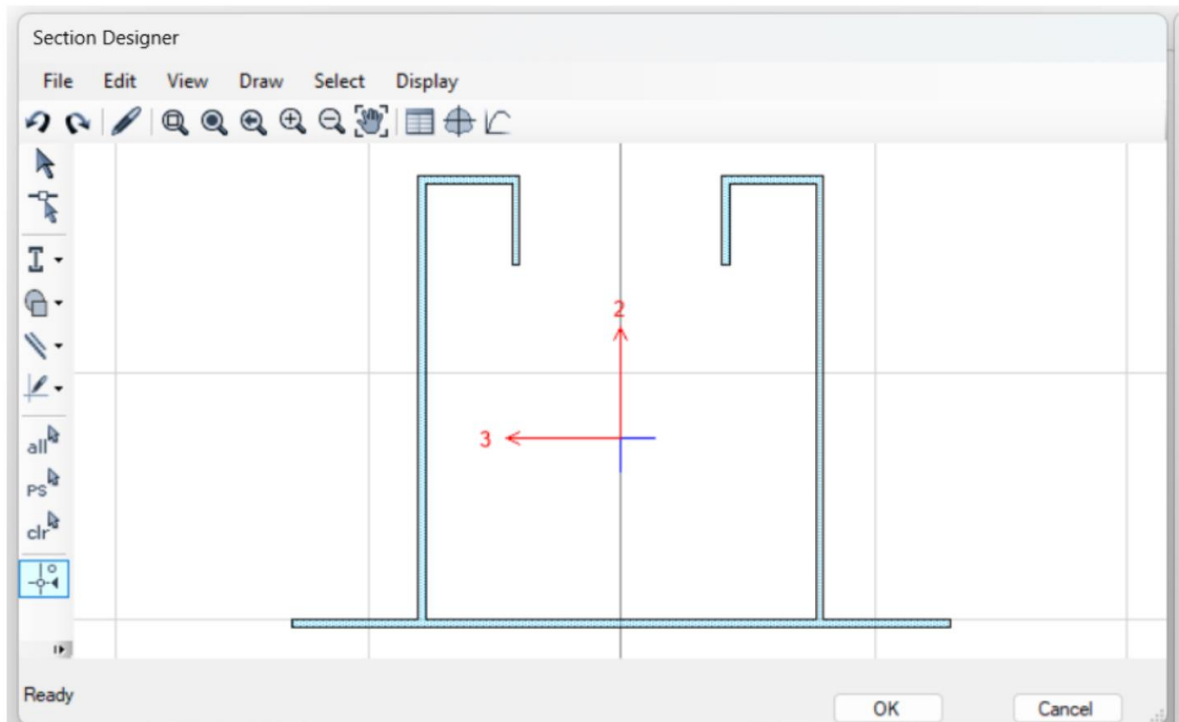 Section Designer
File Edit View Draw Select Display
2
3
all
PS
clr
Ready
OK Cancel